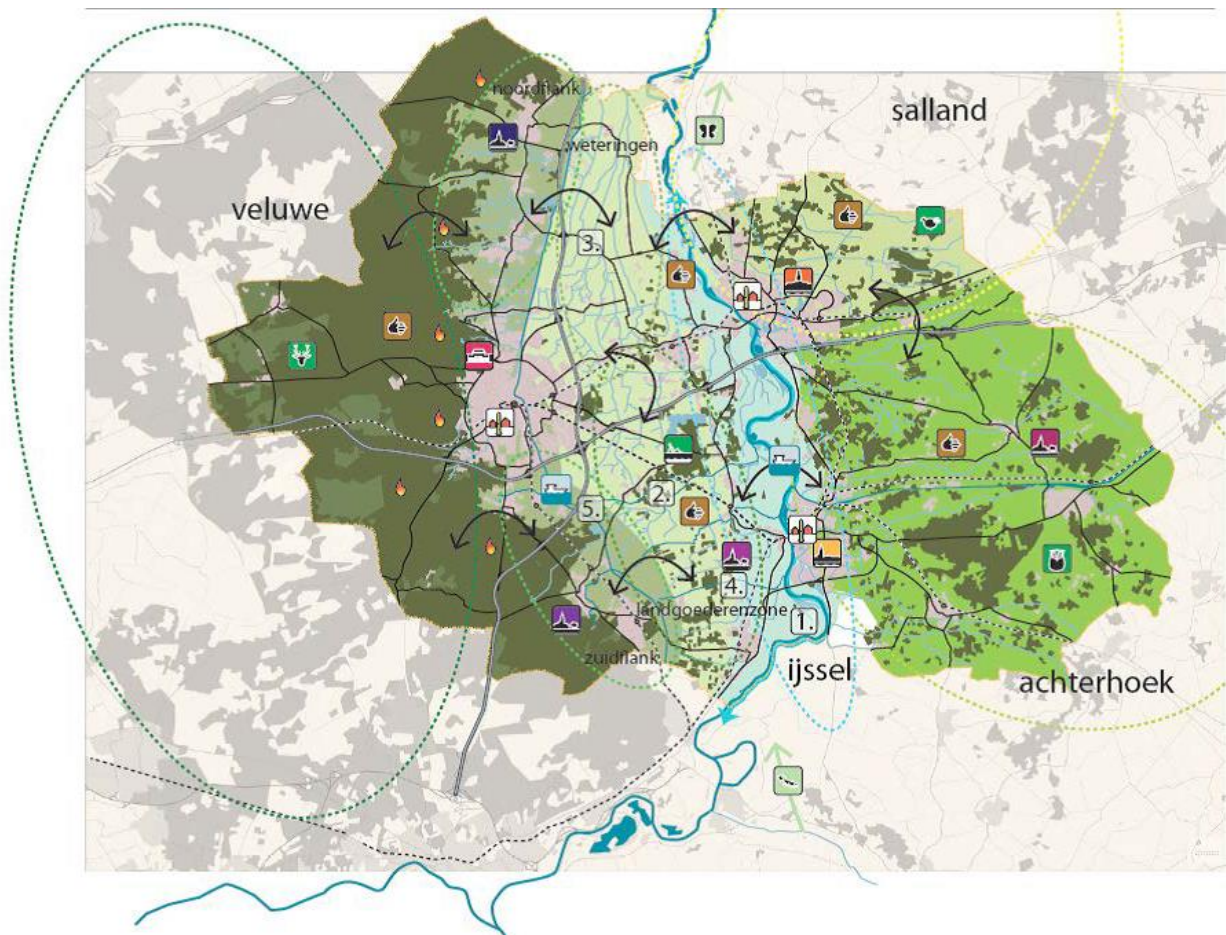 salland
noordflank
weteringen
veluwe
3.
2.
5.
4.
landgoederenzone
1.
zuidflank
ijssel
achterhoek